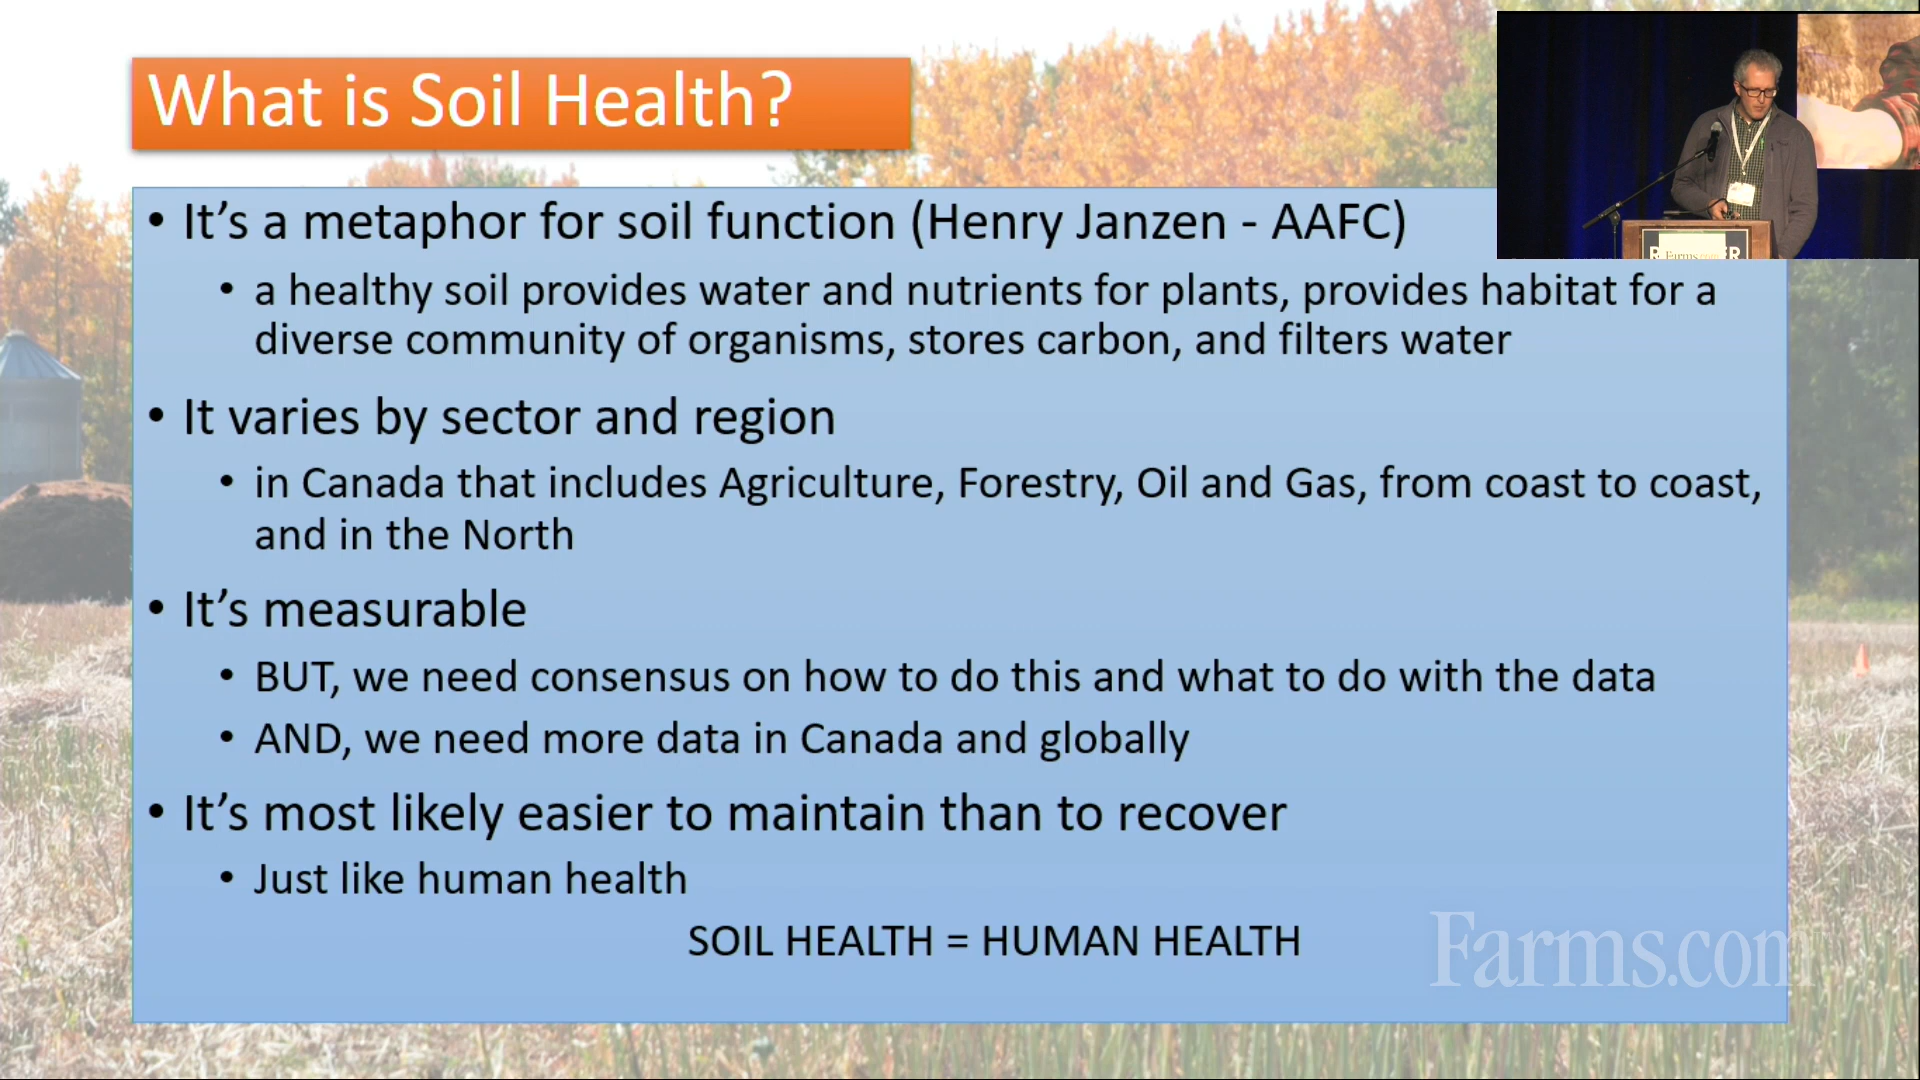 What is Soil Health?
• It’s a metaphor for soil function (Henry Janzen - AAFC)
• a healthy soil provides water and nutrients for plants, provides habitat for a
diverse community of organisms, stores carbon, and filters water
• It varies by sector and region
• in Canada that includes Agriculture, Forestry, Oil and Gas, from coast to coast,
and in the North
• It’s measurable
• BUT, we need consensus on how to do this and what to do with the data
• AND, we need more data in Canada and globally
• It’s most likely easier to maintain than to recover
• Just like human health
SOIL HEALTH = HUMAN HEALTH
Farms.com